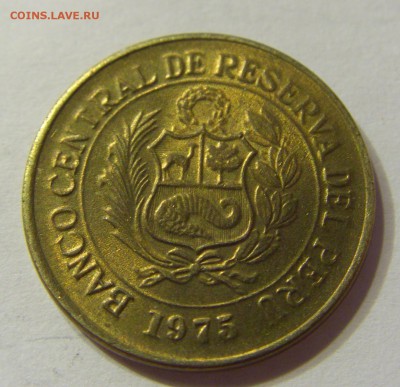 COINS.LAVE.RU
BANCO CENTRAL DE RESERVA DEL PERU
1975